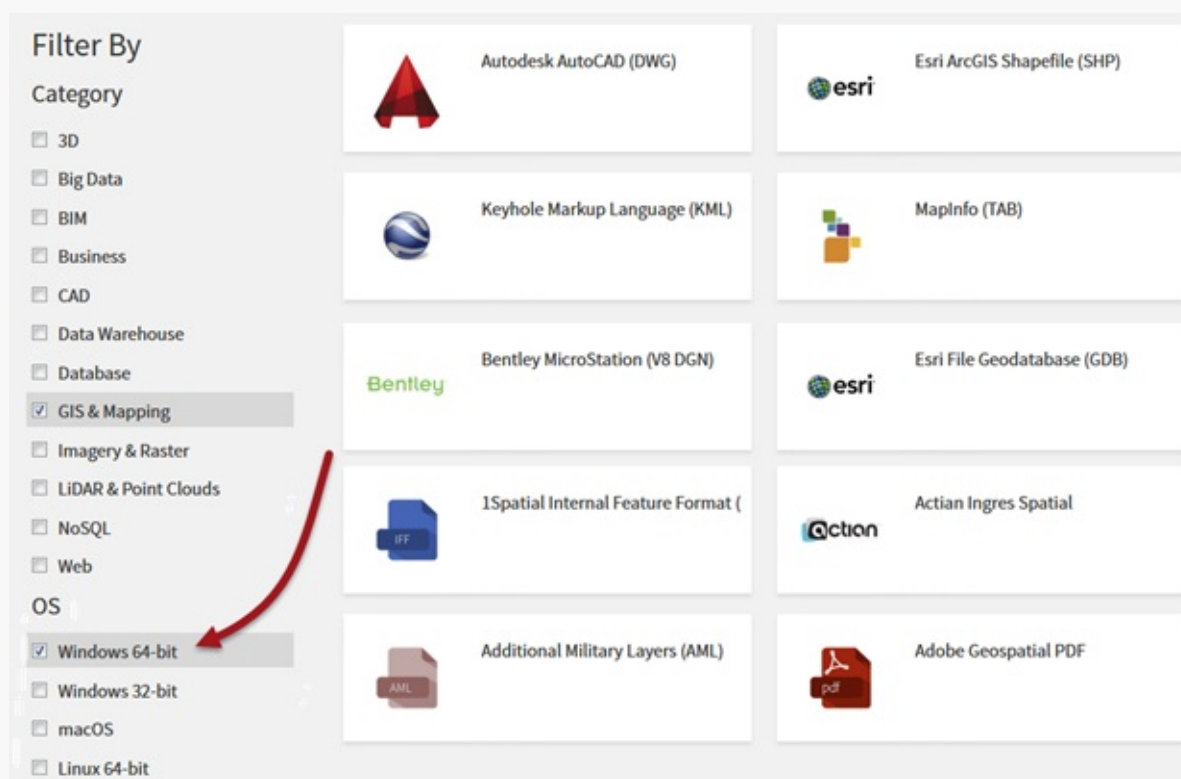 Filter By
Category
3D
Big Data
BIM
Business
CAD
Data Warehouse
Database
GIS & Mapping
Imagery & Raster
LiDAR & Point Clouds
NoSQL
Web
OS
Windows 64-bit
Windows 32-bit
macOS
Linux 64-bit
Autodesk AutoCAD (DWG)
esri
Esri ArcGIS Shapefile (SHP)
Keyhole Markup Language (KML)
MapInfo (TAB)
Bentley
Bentley MicroStation (V8 DGN)
esri
Esri File Geodatabase (GDB)
IFF
1Spatial Internal Feature Format (
Actian
Actian Ingres Spatial
AML
Additional Military Layers (AML)
pdf
Adobe Geospatial PDF